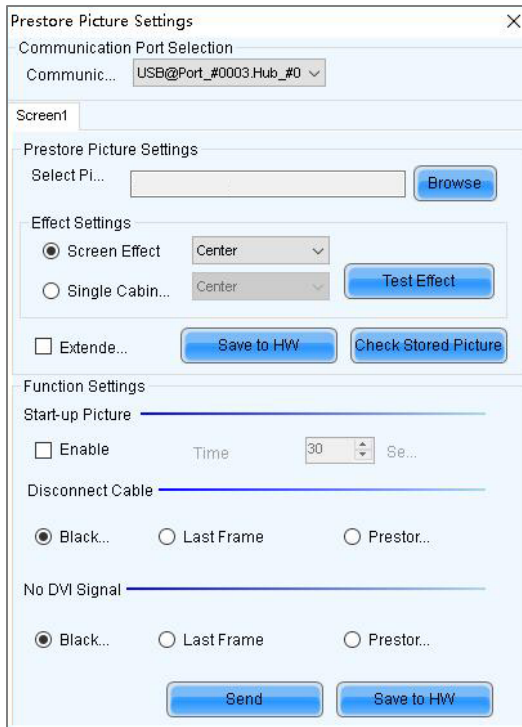 Prestore Picture Settings
Communication Port Selection
Communic... USB@Port_#0003.Hub_#0
Screen1
Prestore Picture Settings
Select Pi... Browse
Effect Settings
Screen Effect Center
Single Cabin... Center Test Effect
Extende... Save to HW Check Stored Picture
Function Settings
Start-up Picture
Enable Time 30 Se...
Disconnect Cable
Black... Last Frame Prestor...
No DVI Signal
Black... Last Frame Prestor...
Send Save to HW